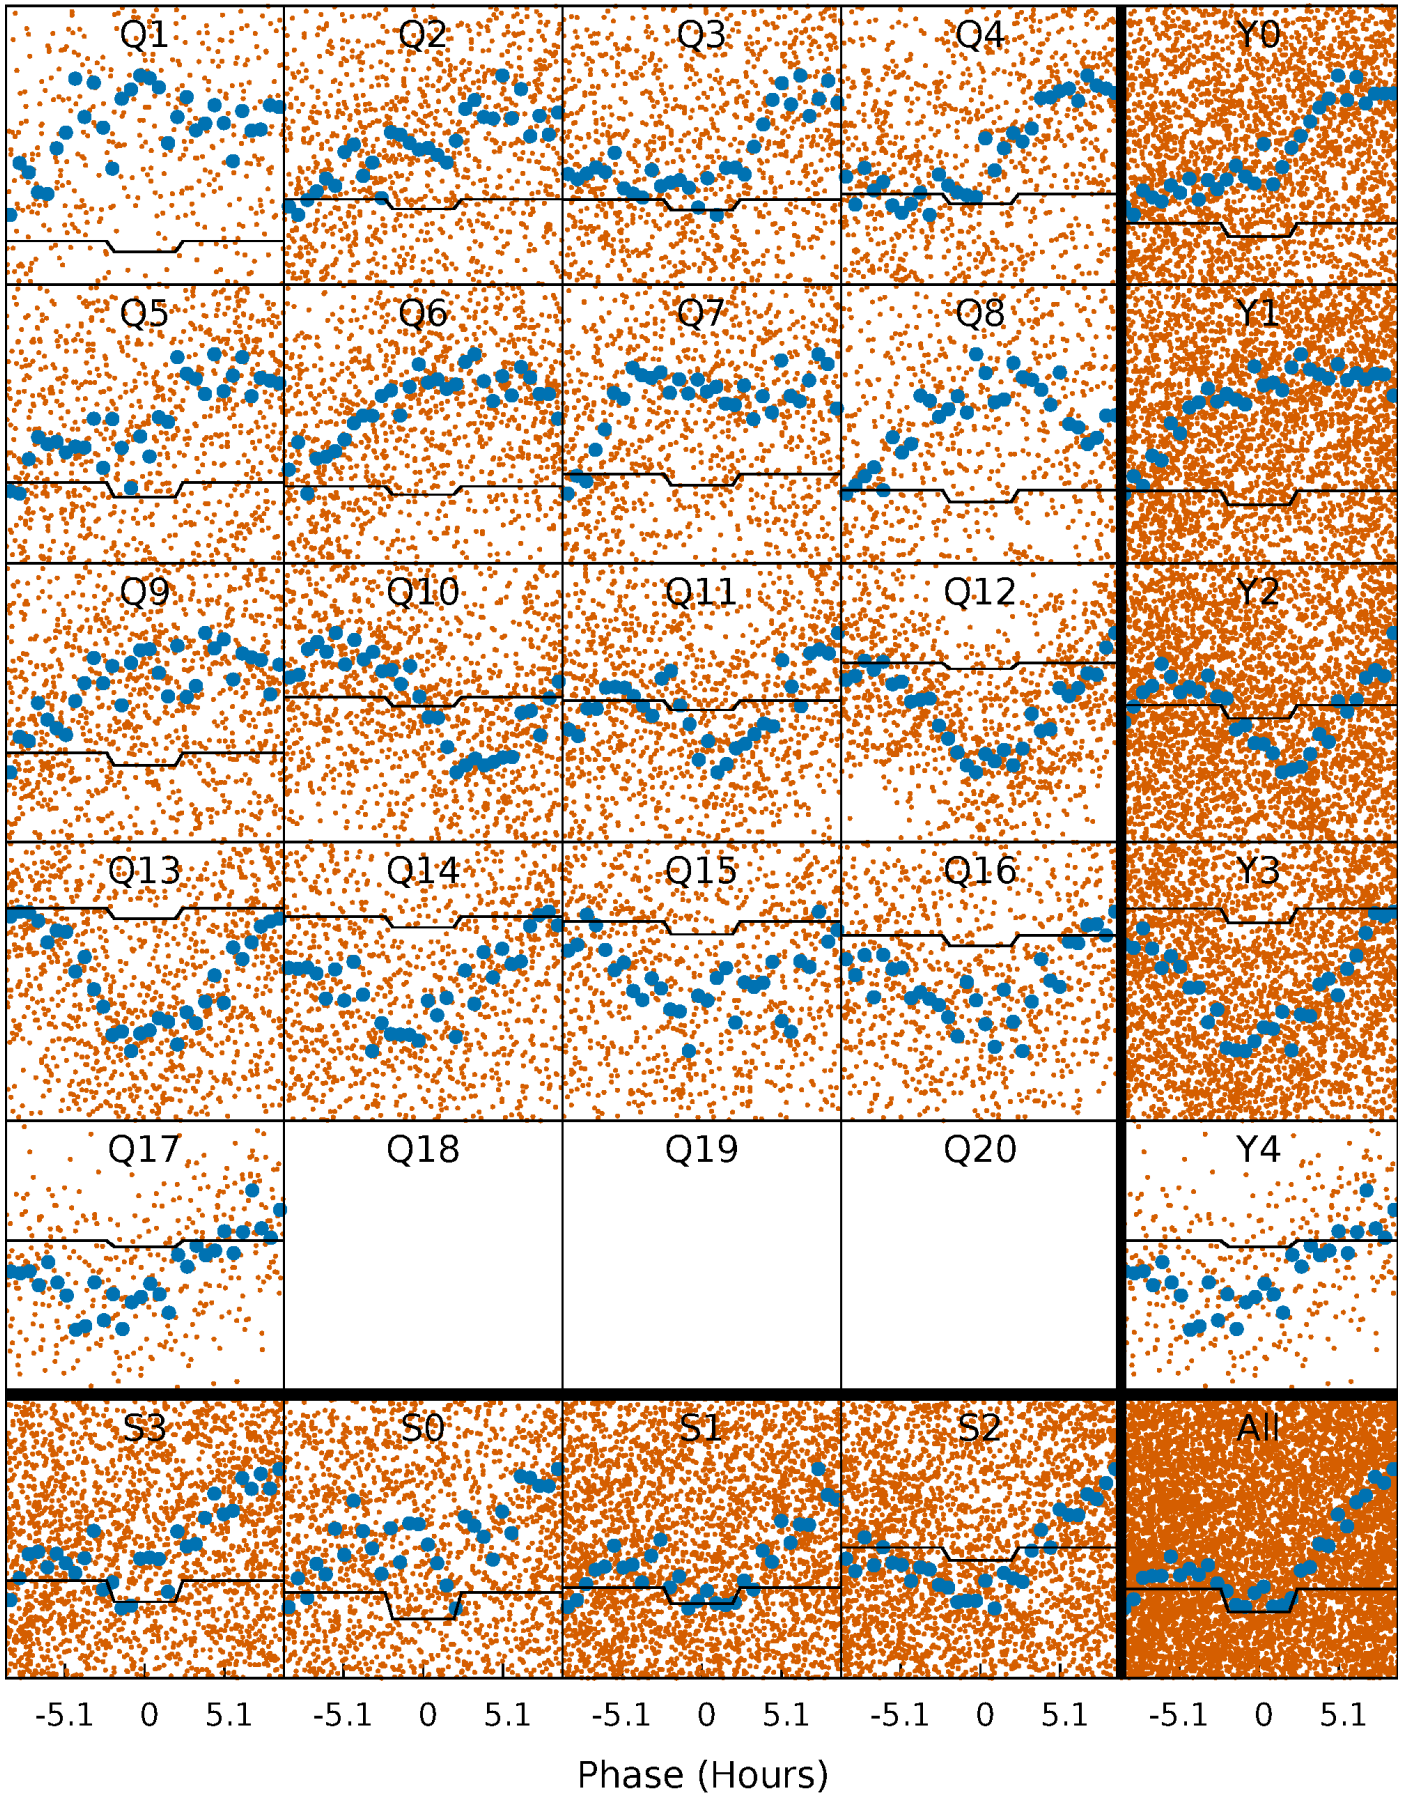 Q1 Q2 Q3 Q4 Y0
Q5 Q6 Q7 Q8 Y1
Q9 Q10 Q11 Q12 Y2
Q13 Q14 Q15 Q16 Y3
Q17 Q18 Q19 Q20 Y4
S3 S0 S1 S2 All
-5.1 0 5.1 -5.1 0 5.1 -5.1 0 5.1 -5.1 0 5.1 -5.1 0 5.1
Phase (Hours)